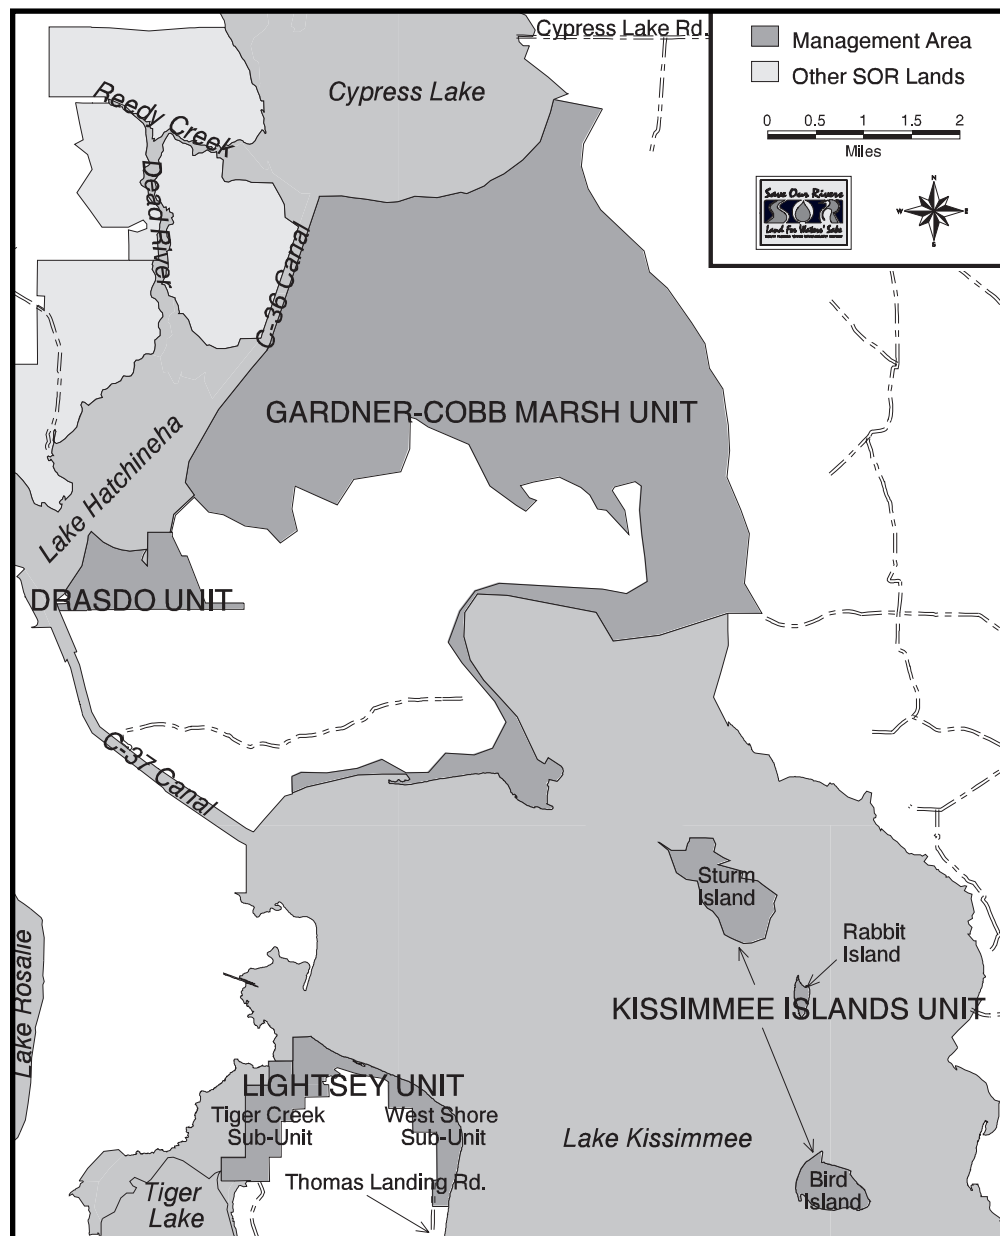 Cypress Lake Rd.
Management Area
Other SOR Lands
0 0.5 1 1.5 2
Miles
Save Our Rivers
Land For Waters' Sake
N
W E
S
Cypress Lake
Reedy Creek
Dead River
C-36 Canal
GARDNER-COBB MARSH UNIT
Lake Hatchineha
DRASDO UNIT
C-37 Canal
Sturm
Island
Rabbit
Island
Lake Rosalie
KISSIMMEE ISLANDS UNIT
LIGHTSEY UNIT
Tiger Creek
Sub-Unit
West Shore
Sub-Unit
Lake Kissimmee
Thomas Landing Rd.
Tiger
Lake
Bird
Island